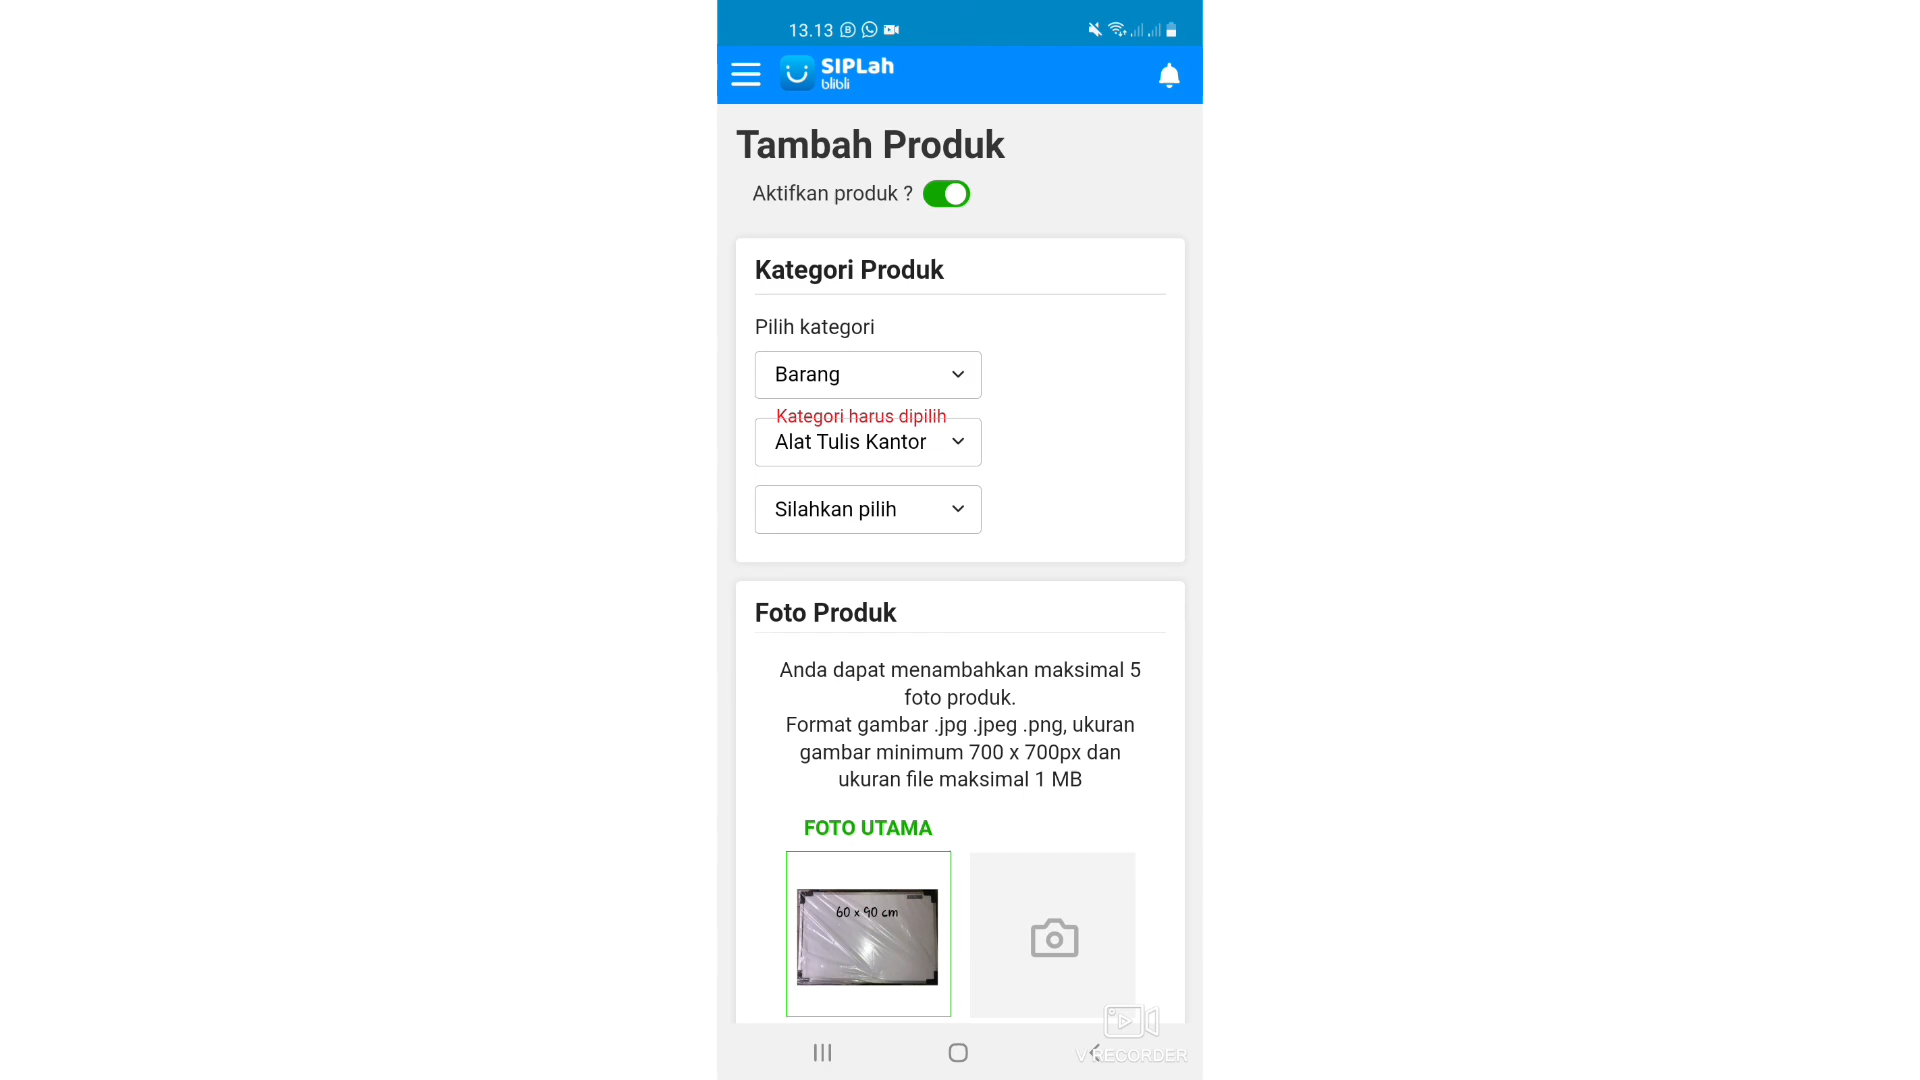 13.13
SIPLah
blibli
Tambah Produk
Aktifkan produk ?
Kategori Produk
Pilih kategori
Barang
Kategori harus dipilih
Alat Tulis Kantor
Silahkan pilih
Foto Produk
Anda dapat menambahkan maksimal 5
foto produk.
Format gambar .jpg .jpeg .png, ukuran
gambar minimum 700 x 700px dan
ukuran file maksimal 1 MB
FOTO UTAMA
60 x 90 cm
V RECORDER